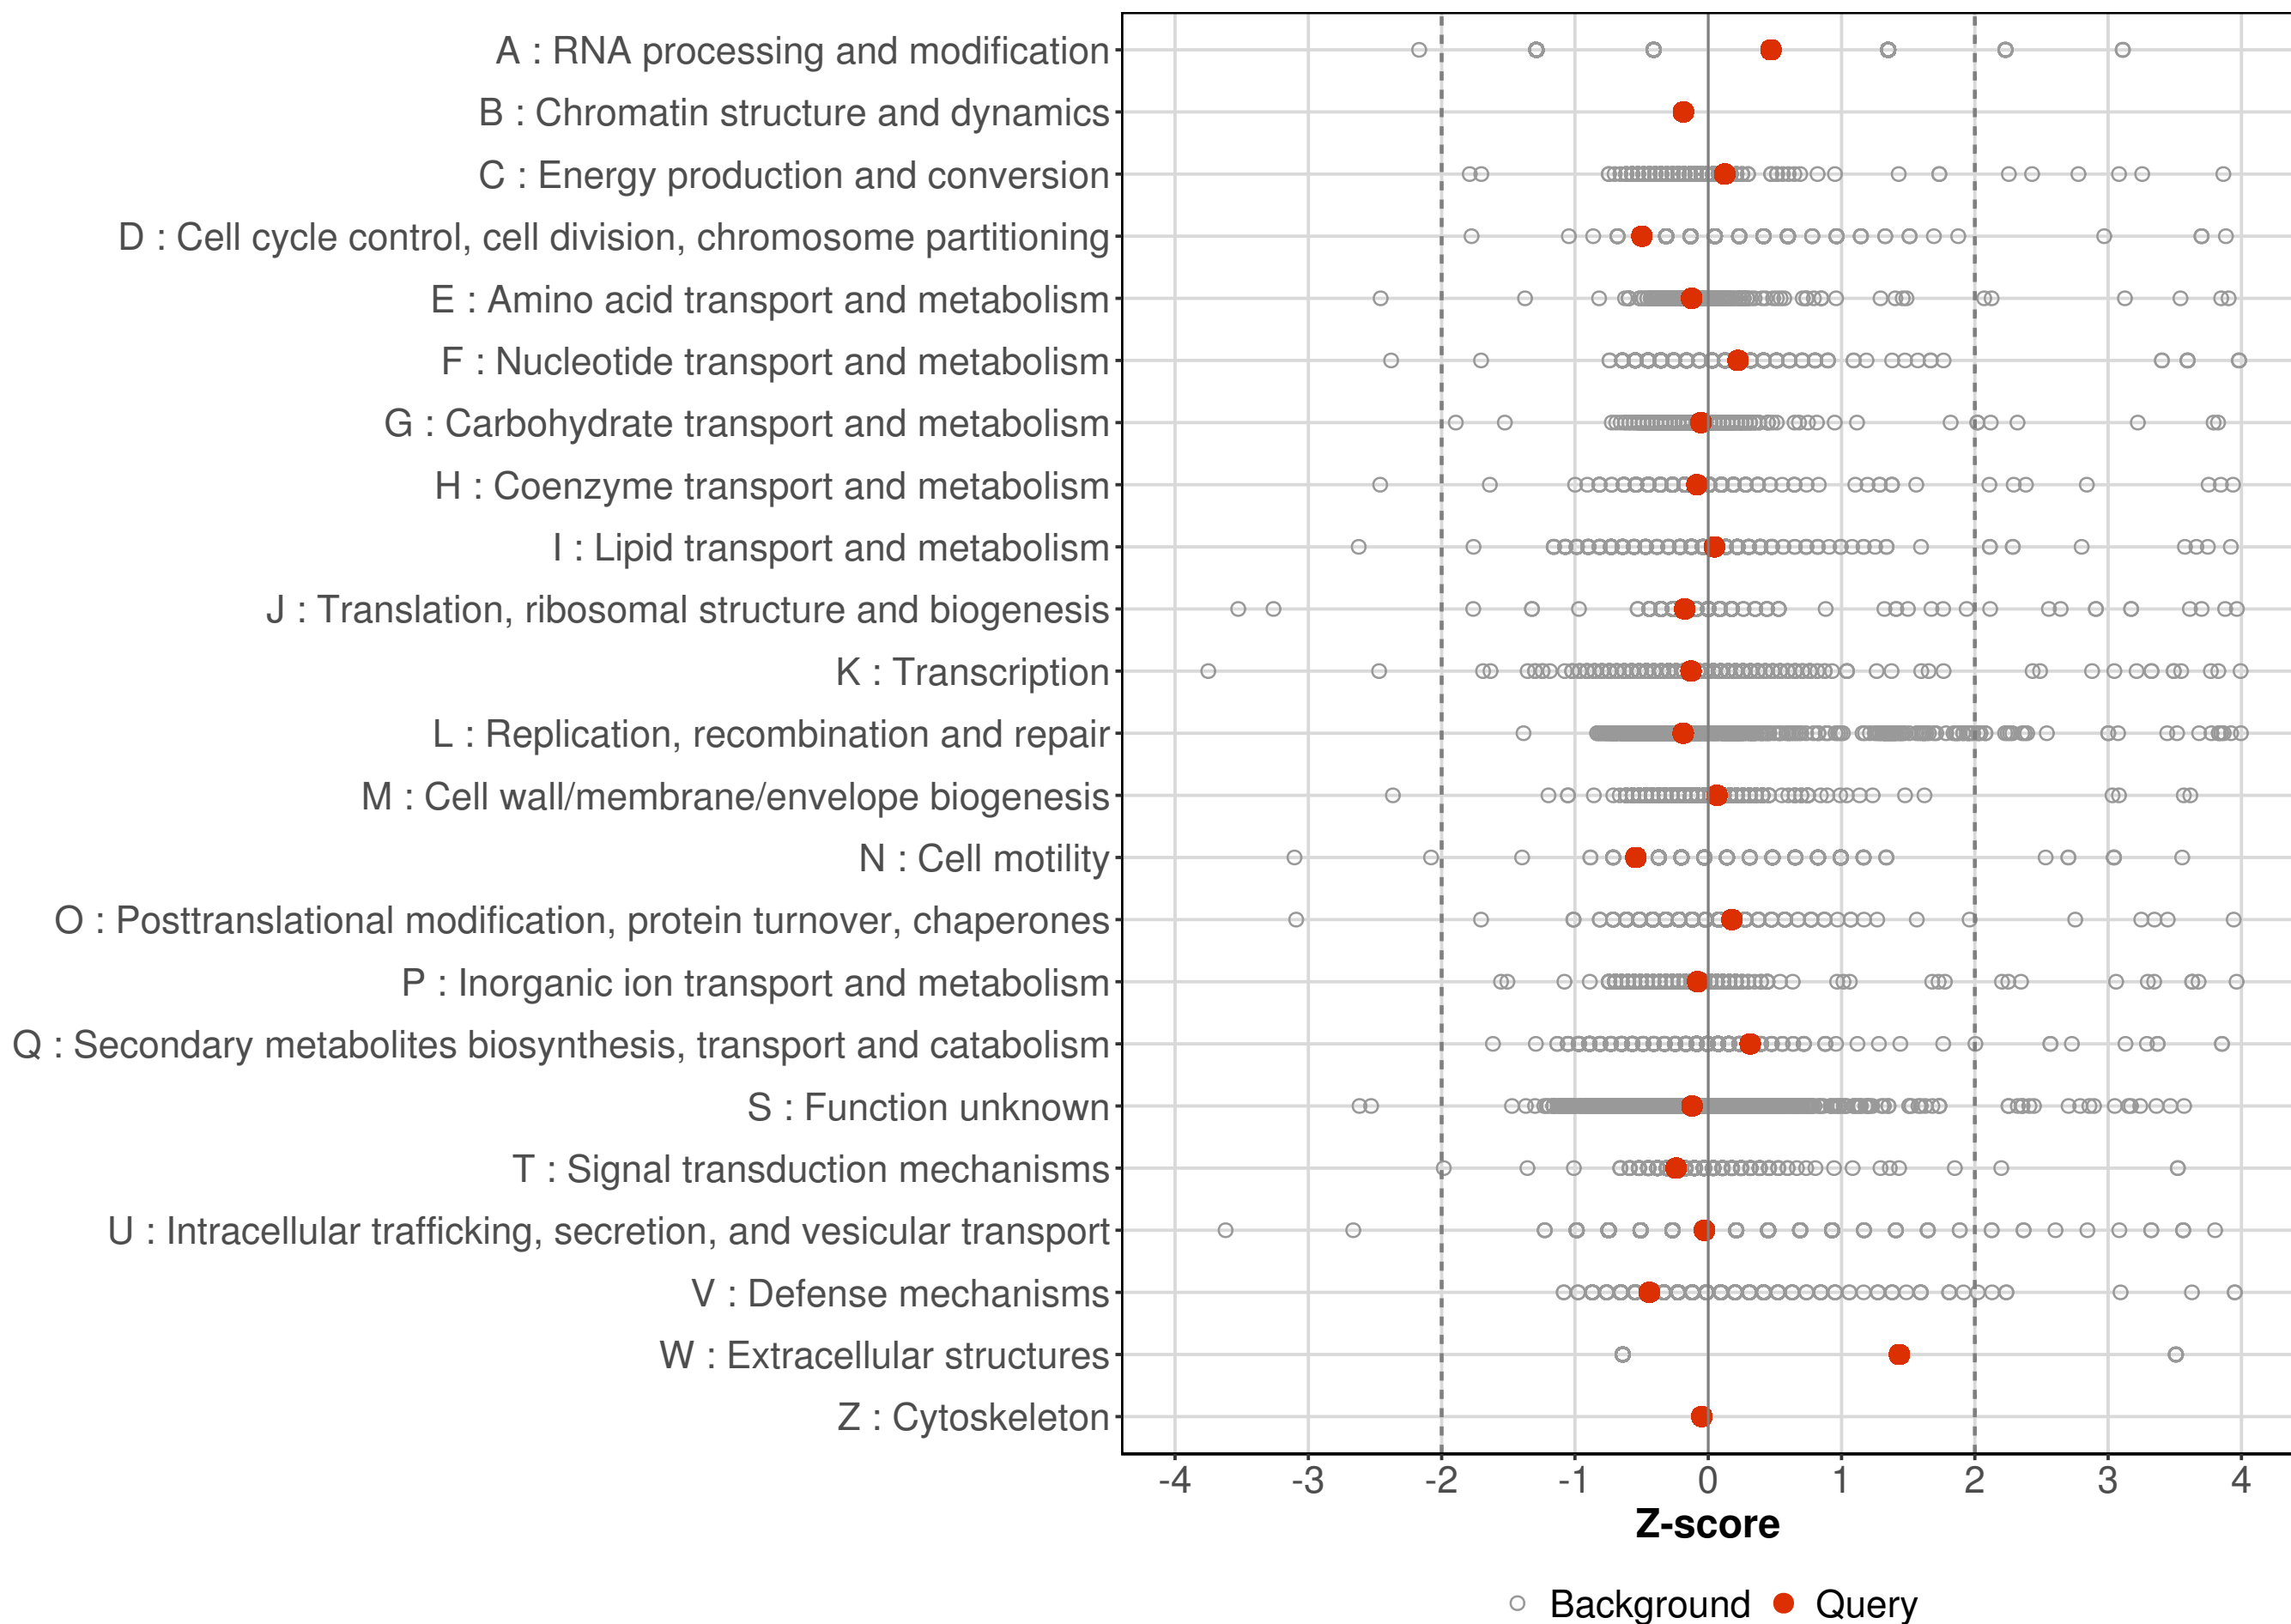 A : RNA processing and modification
B : Chromatin structure and dynamics
C : Energy production and conversion
D : Cell cycle control, cell division, chromosome partitioning
E : Amino acid transport and metabolism
F : Nucleotide transport and metabolism
G : Carbohydrate transport and metabolism
H : Coenzyme transport and metabolism
I : Lipid transport and metabolism
J : Translation, ribosomal structure and biogenesis
K : Transcription
L : Replication, recombination and repair
M : Cell wall/membrane/envelope biogenesis
N : Cell motility
O : Posttranslational modification, protein turnover, chaperones
P : Inorganic ion transport and metabolism
Q : Secondary metabolites biosynthesis, transport and catabolism
S : Function unknown
T : Signal transduction mechanisms
U : Intracellular trafficking, secretion, and vesicular transport
V : Defense mechanisms
W : Extracellular structures
Z : Cytoskeleton
-4 -3 -2 -1 0 1 2 3 4
Z-score
Background Query